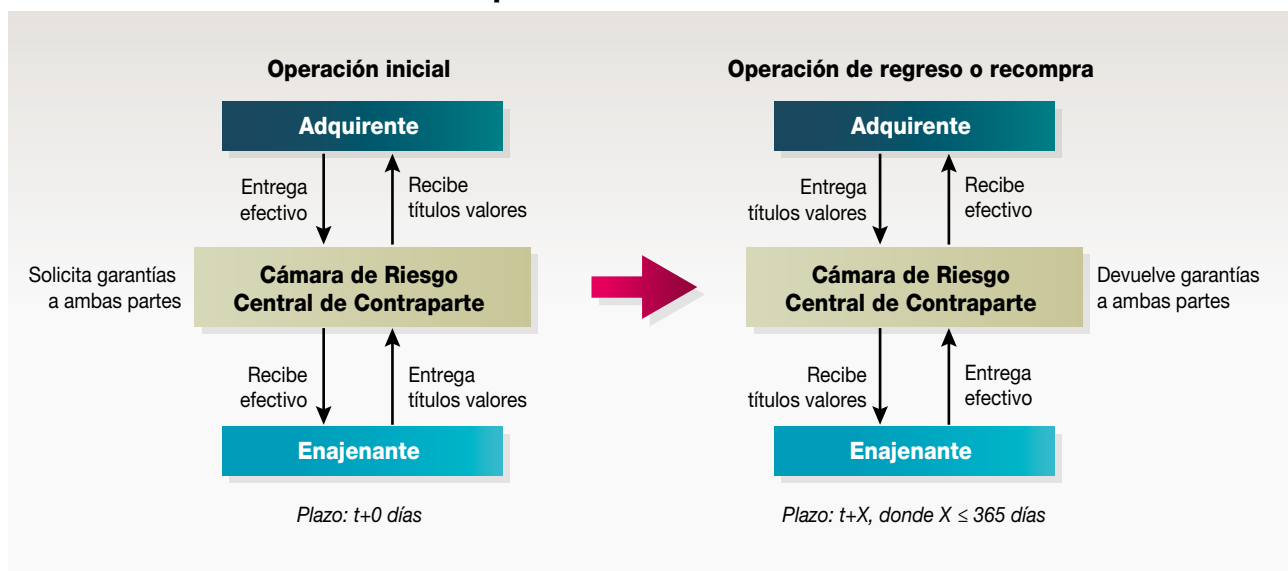 Operación inicial
Adquirente
Entrega
efectivo
Recibe
títulos valores
Solicita garantías
a ambas partes
Cámara de Riesgo
Central de Contraparte
Recibe
efectivo
Entrega
títulos valores
Enajenante
Plazo: t+0 días
Operación de regreso o recompra
Adquirente
Entrega
títulos valores
Recibe
efectivo
Cámara de Riesgo
Central de Contraparte
Devuelve garantías
a ambas partes
Recibe
títulos valores
Entrega
efectivo
Enajenante
Plazo: t+X, donde X ≤ 365 días